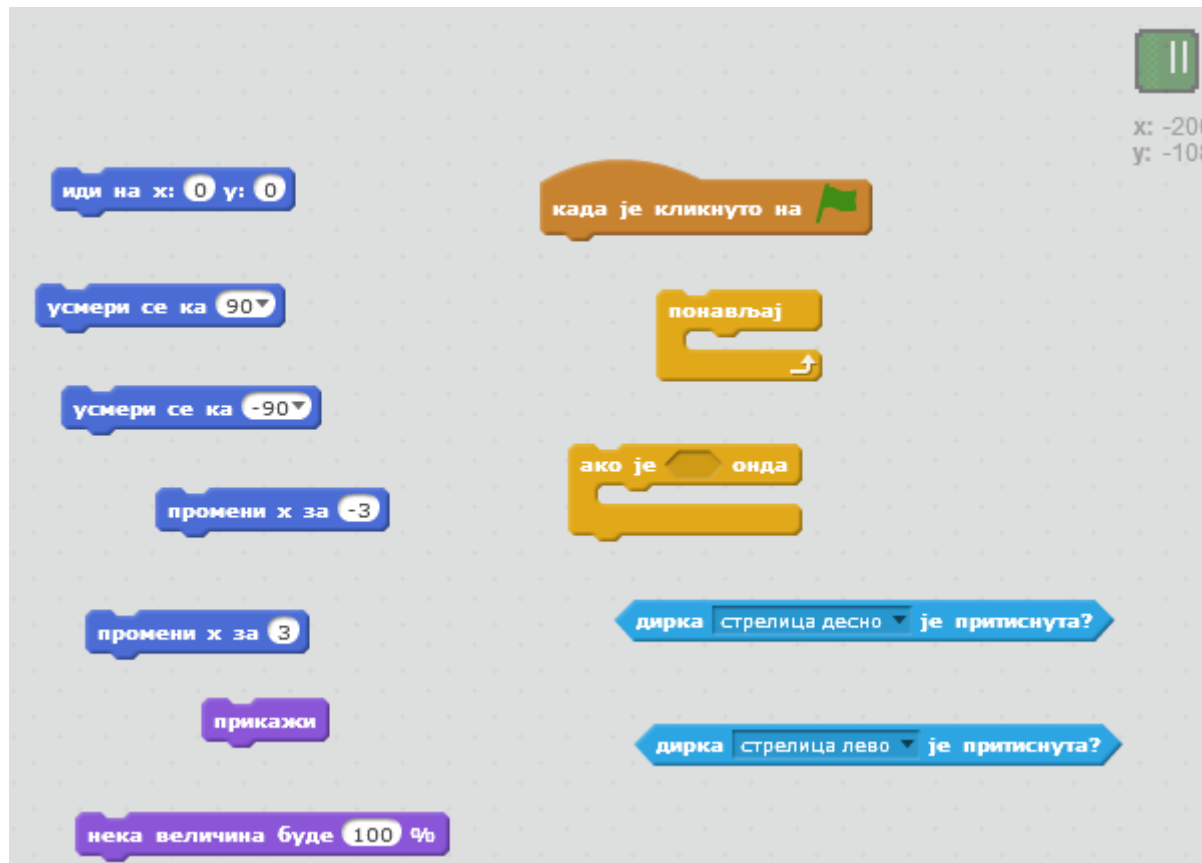 иди на x: 0 y: 0
усмери се ка 90
усмери се ка -90
промени x за -3
промени x за 3
прикажи
нека величина буде 100 %
када је кликнуто на
понављај
ако је онда
дирка стрелица десно је притиснута?
дирка стрелица лево је притиснута?
x:
y: